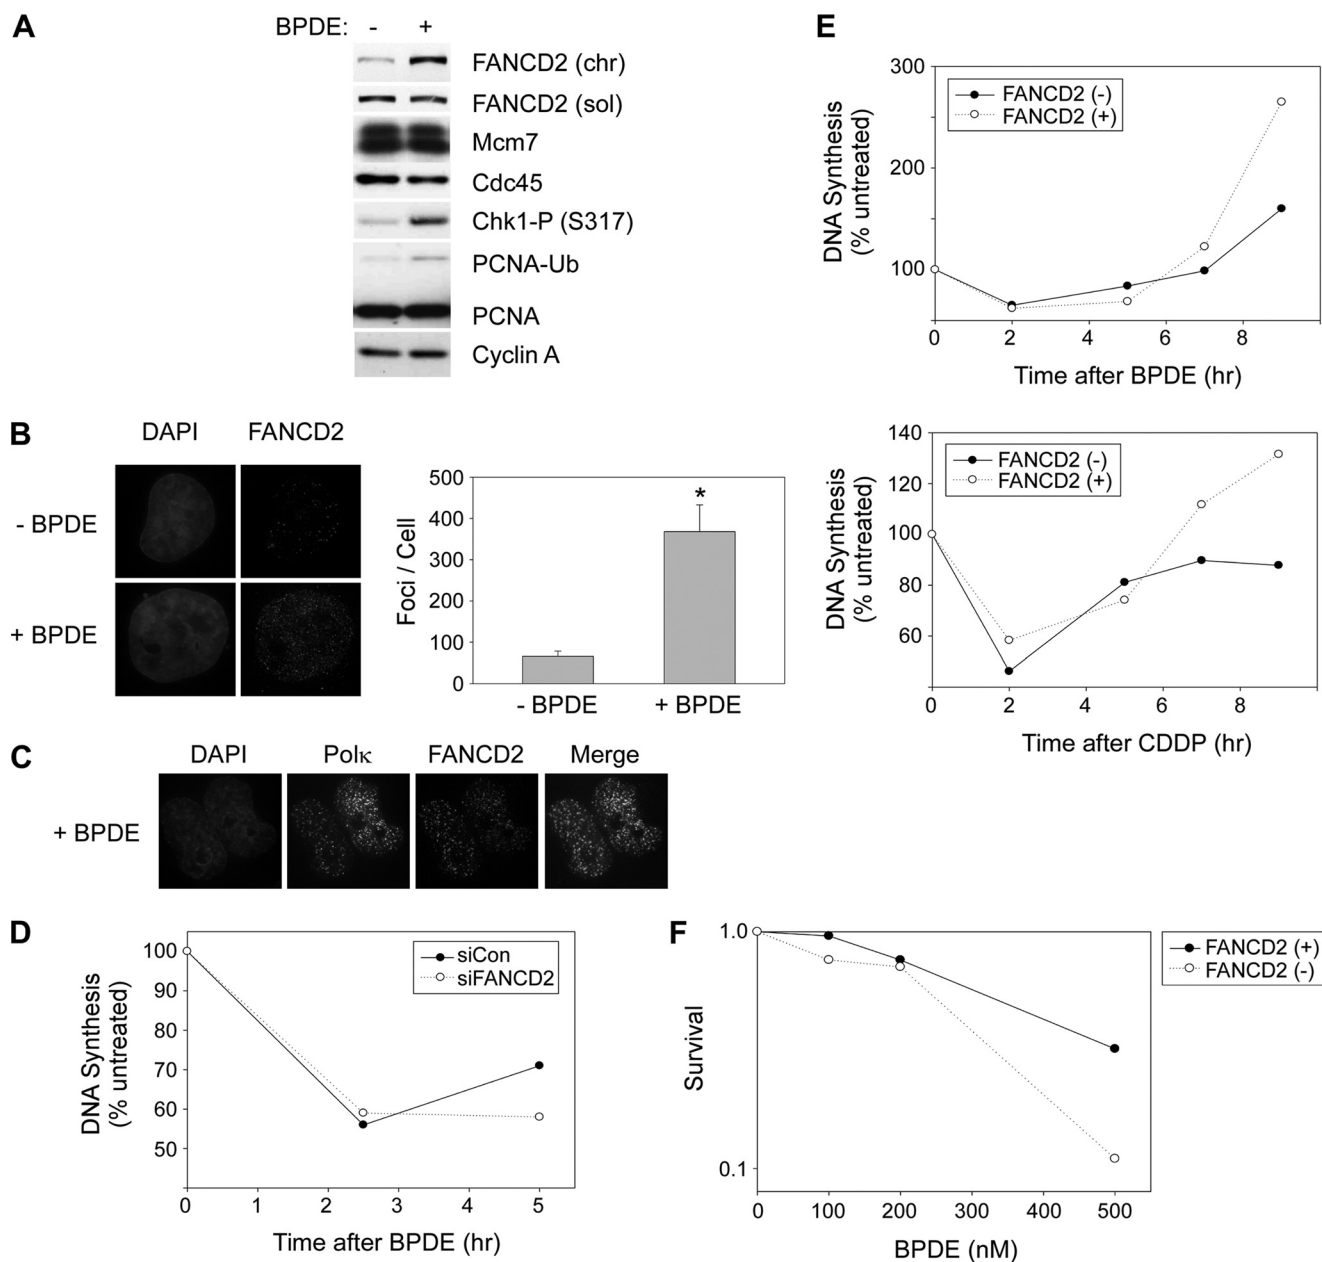 A
BPDE: - +
FANCD2 (chr)
FANCD2 (sol)
Mcm7
Cdc45
Chk1-P (S317)
PCNA-Ub
PCNA
Cyclin A
B
DAPI FANCD2
- BPDE
+ BPDE
Foci / Cell
500
400
300
200
100
0
*
- BPDE + BPDE
C
DAPI Polκ FANCD2 Merge
+ BPDE
D
DNA Synthesis
(% untreated)
100
90
80
70
60
50
siCon
siFANCD2
0 1 2 3 4 5
Time after BPDE (hr)
E
DNA Synthesis
(% untreated)
300
200
100
FANCD2 (-)
FANCD2 (+)
0 2 4 6 8
Time after BPDE (hr)
DNA Synthesis
(% untreated)
140
120
100
80
60
FANCD2 (-)
FANCD2 (+)
0 2 4 6 8
Time after CDDP (hr)
F
Survival
1.0
0.1
FANCD2 (+)
FANCD2 (-)
0 100 200 300 400 500
BPDE (nM)